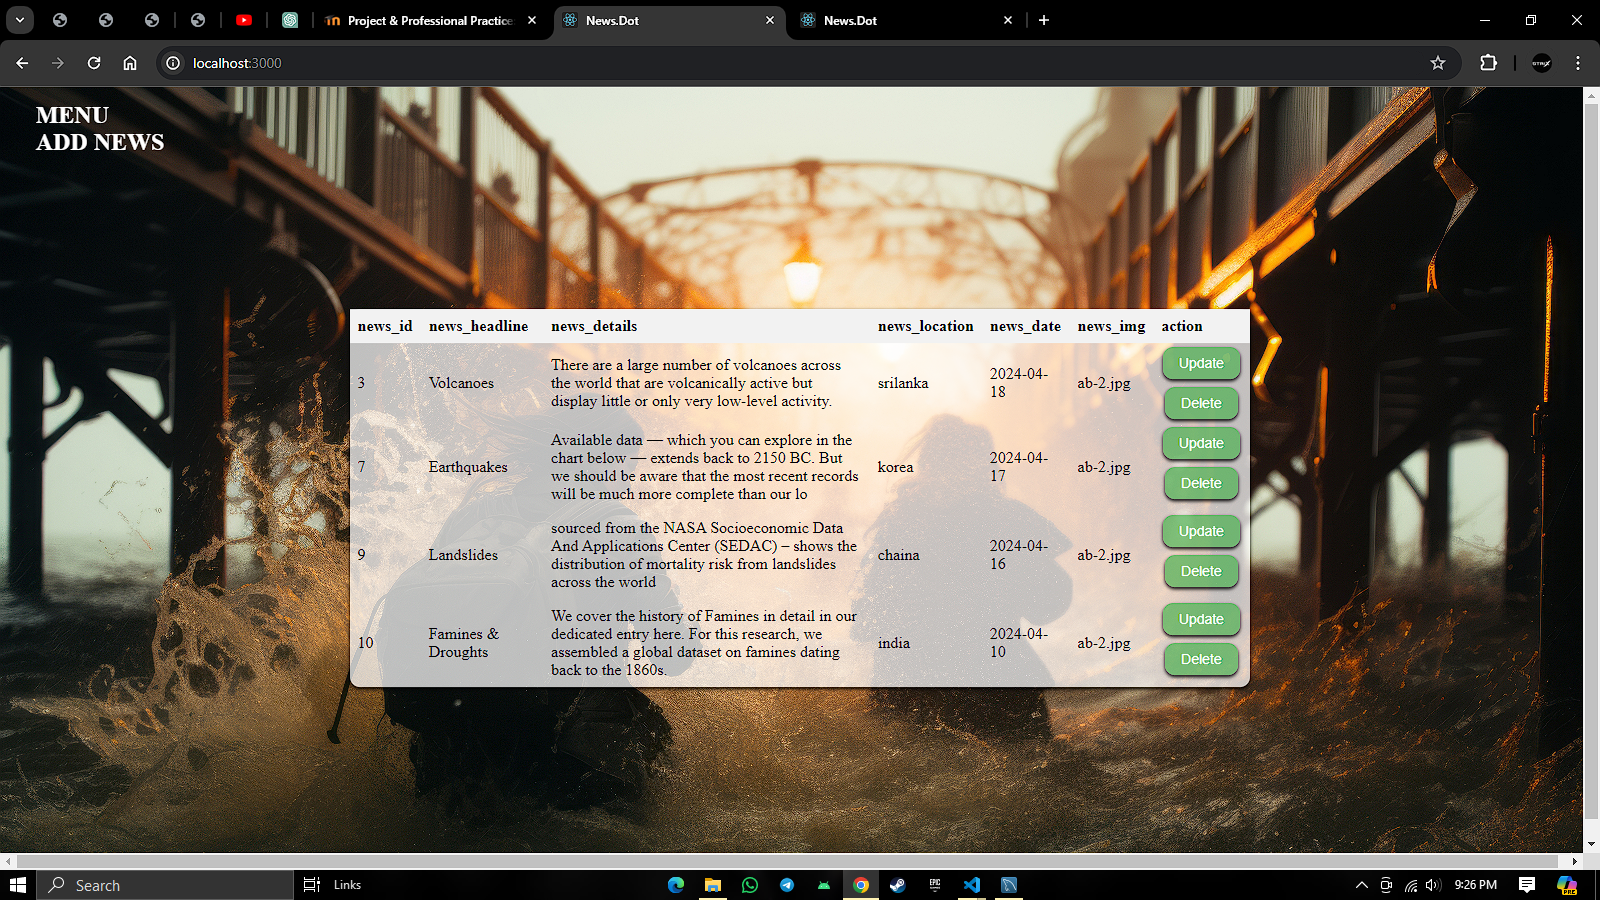 Project & Professional Practice
News.Dot
News.Dot
localhost:3000
MENU
ADD NEWS
news_id news_headline news_details news_location news_date news_img action
3 Volcanoes There are a large number of volcanoes across the world that are volcanically active but display little or only very low-level activity. srilanka 2024-04-18 ab-2.jpg Update Delete
7 Earthquakes Available data — which you can explore in the chart below — extends back to 2150 BC. But we should be aware that the most recent records will be much more complete than our lo korea 2024-04-17 ab-2.jpg Update Delete
9 Landslides sourced from the NASA Socioeconomic Data And Applications Center (SEDAC) – shows the distribution of mortality risk from landslides across the world chaina 2024-04-16 ab-2.jpg Update Delete
10 Famines & Droughts We cover the history of Famines in detail in our dedicated entry here. For this research, we assembled a global dataset on famines dating back to the 1860s. india 2024-04-10 ab-2.jpg Update Delete
Search
Links
EPIC
9:26 PM
PRE